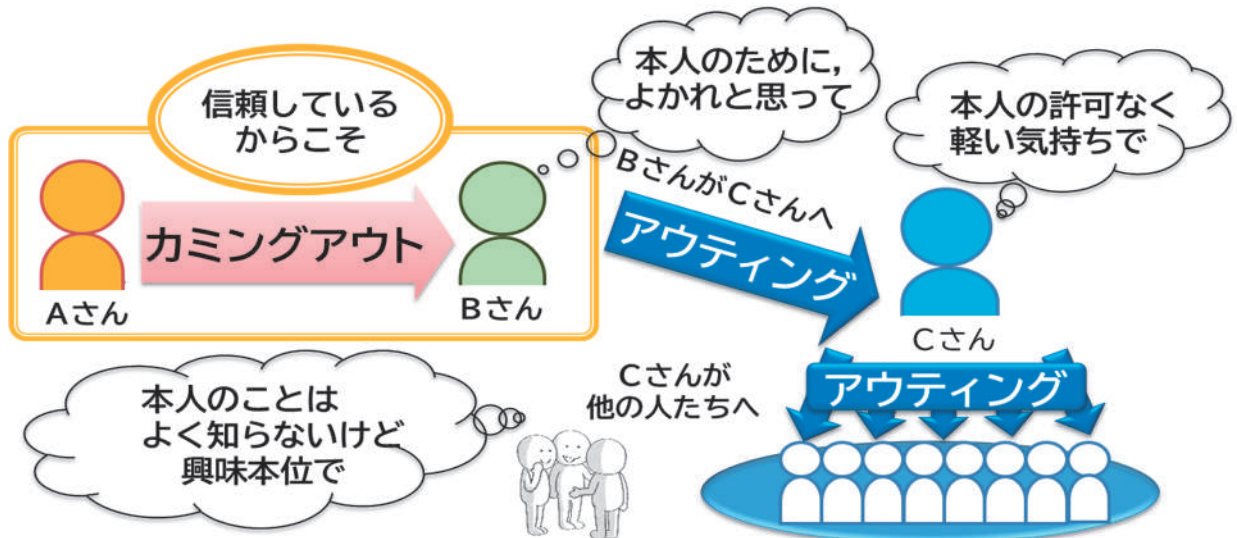 信頼している
からこそ
カミングアウト
Aさん
Bさん
本人のために,
よかれと思って
BさんがCさんへ
アウティング
本人の許可なく
軽い気持ちで
Cさん
Cさんが
他の人たちへ
アウティング
本人のことは
よく知らないけど
興味本位で